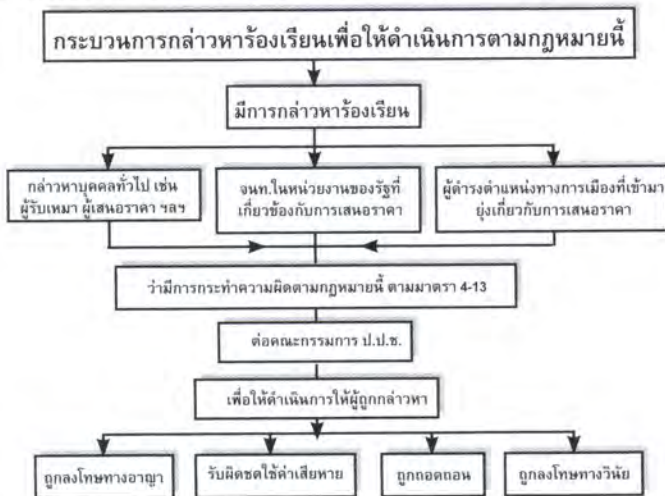 กระบวนการกล่าวหาร้องเรียนเพื่อให้ดำเนินการตามกฎหมายนี้
มีการกล่าวหาร้องเรียน
กล่าวหาบุคคลทั่วไป เช่น
ผู้รับเหมา ผู้เสนอราคา ฯลฯ
จนท.ในหน่วยงานของรัฐที่
เกี่ยวข้องกับการเสนอราคา
ผู้ดำรงตำแหน่งทางการเมืองที่เข้ามา
ยุ่งเกี่ยวกับการเสนอราคา
ว่ามีการกระทำความผิดตามกฎหมายนี้ ตามมาตรา 4-13
ต่อคณะกรรมการ ป.ป.ช.
เพื่อให้ดำเนินการให้ผู้ถูกกล่าวหา
ถูกลงโทษทางอาญา
รับผิดชดใช้ค่าเสียหาย
ถูกถอดถอน
ถูกลงโทษทางวินัย